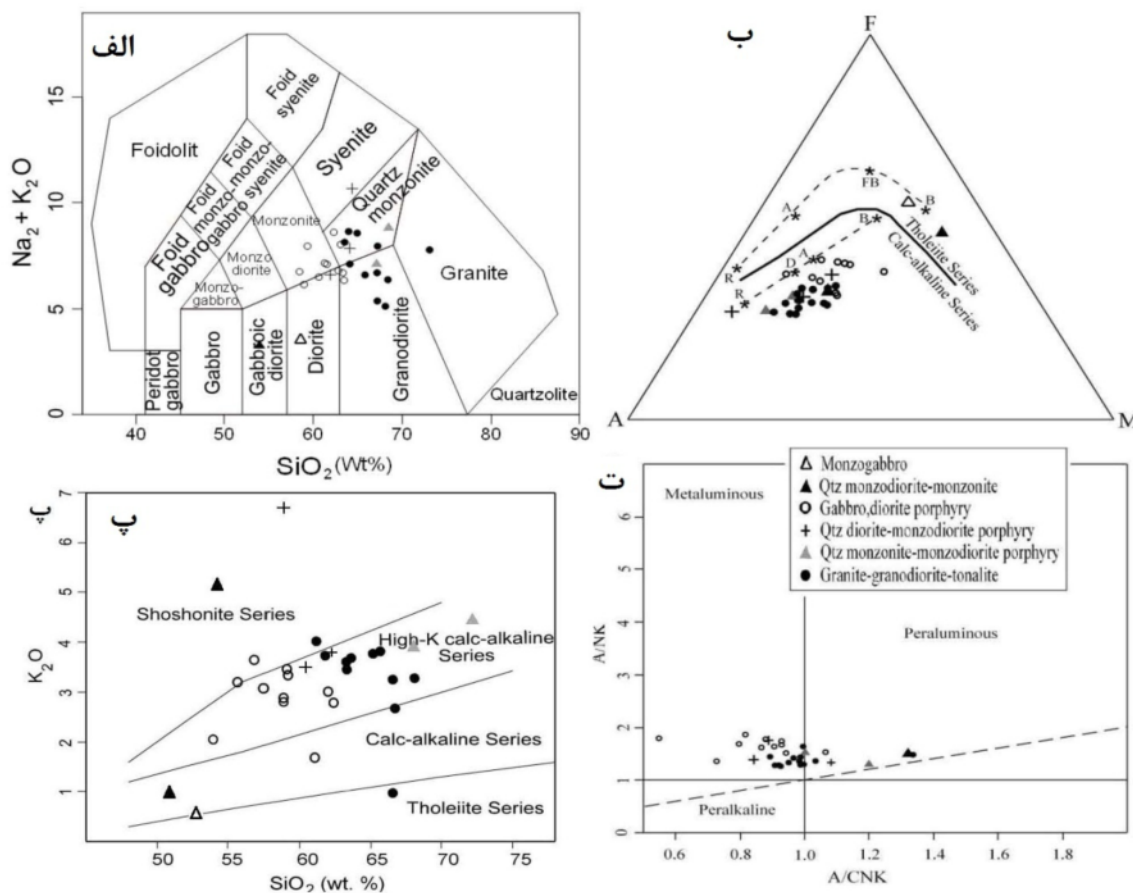 الف
Na₂ + K₂O
15
10
5
0
40
50
60
70
80
90
SiO₂ (Wt%)
Foidolit
Foid syenite
Foid monzo-syenite
Foid monzo-gabbro
Foid gabbro
Syenite
Quartz monzonite
Monzonite
Monzo diorite
Monzo-gabbro
Granite
Peridot gabbro
Gabbro
Gabbroic diorite
Diorite
Granodiorite
Quartzolite
ب
F
A
FB
B
B
A
D
R
R
Tholeiite Series
Calc-alkaline Series
A
M
پ
K₂O
7
6
5
4
3
2
1
50
55
60
65
70
75
SiO₂ (wt. %)
Shoshonite Series
High-K calc-alkaline Series
Calc-alkaline Series
Tholeiite Series
ت
Metaluminous
Monzogabbro
Qtz monzodiorite-monzonite
Gabbro,diorite porphyry
Qtz diorite-monzodiorite porphyry
Qtz monzonite-monzodiorite porphyry
Granite-granodiorite-tonalite
Peraluminous
Peralkaline
A/NK
6
5
4
3
2
1
0
0.6
0.8
1.0
1.2
1.4
1.6
1.8
A/CNK